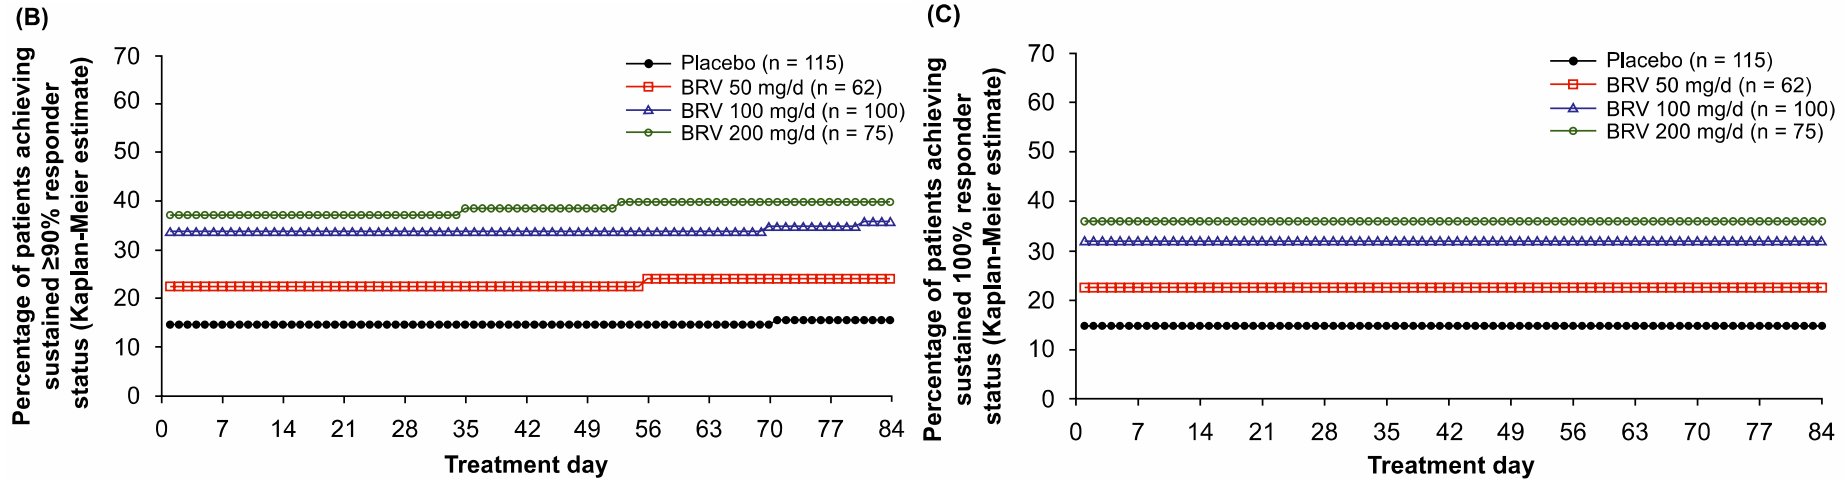 (B)
Percentage of patients achieving
sustained ≥90% responder
status (Kaplan-Meier estimate)
70
60
50
40
30
20
10
0
0 7 14 21 28 35 42 49 56 63 70 77 84
Treatment day
Placebo (n = 115)
BRV 50 mg/d (n = 62)
BRV 100 mg/d (n = 100)
BRV 200 mg/d (n = 75)
(C)
Percentage of patients achieving
sustained 100% responder
status (Kaplan-Meier estimate)
70
60
50
40
30
20
10
0
0 7 14 21 28 35 42 49 56 63 70 77 84
Treatment day
Placebo (n = 115)
BRV 50 mg/d (n = 62)
BRV 100 mg/d (n = 100)
BRV 200 mg/d (n = 75)